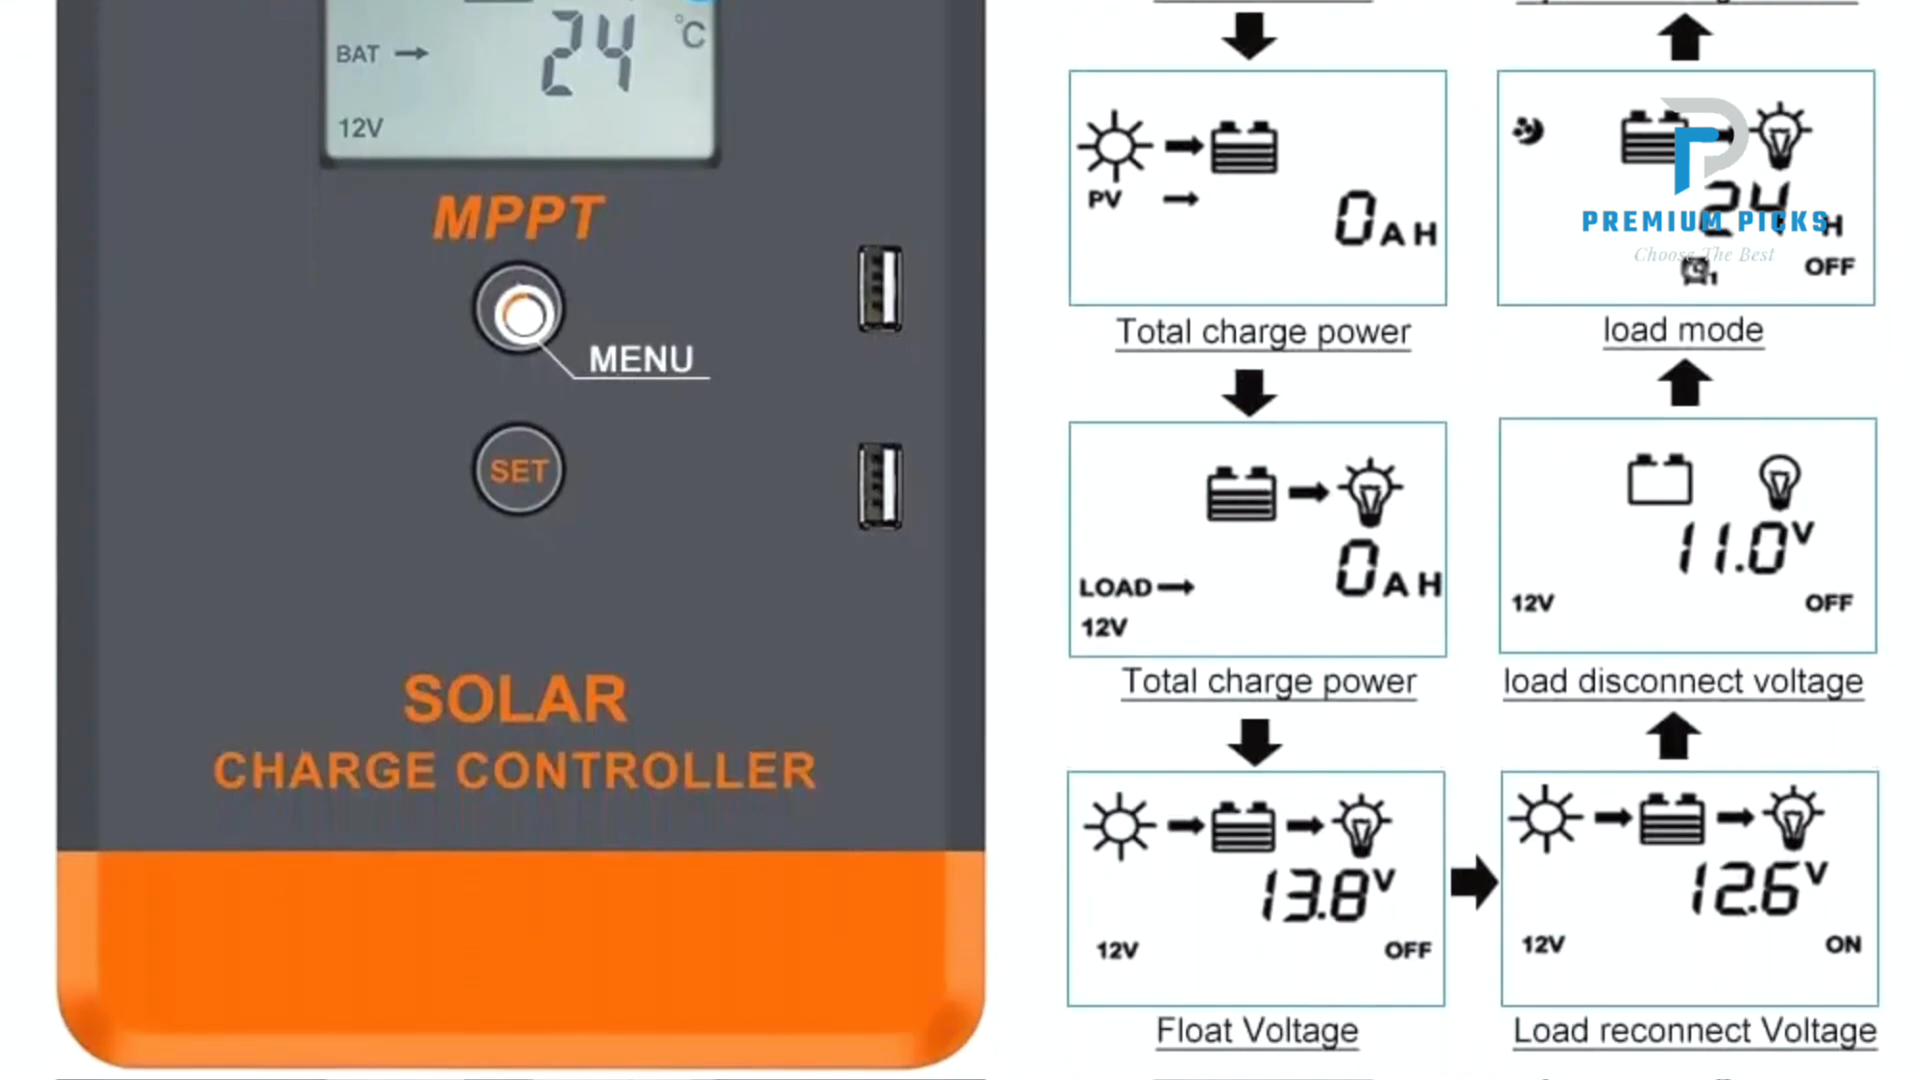 24 °C
BAT
12V
MPPT
MENU
SET
SOLAR
CHARGE CONTROLLER
PV
0AH
Total charge power
LOAD
0AH
12V
Total charge power
13.8V
12V
OFF
Float Voltage
12.6V
12V
ON
Load reconnect Voltage
11.0V
12V
OFF
load disconnect voltage
24H
1
OFF
load mode
PREMIUM PICKS
Choose The Best